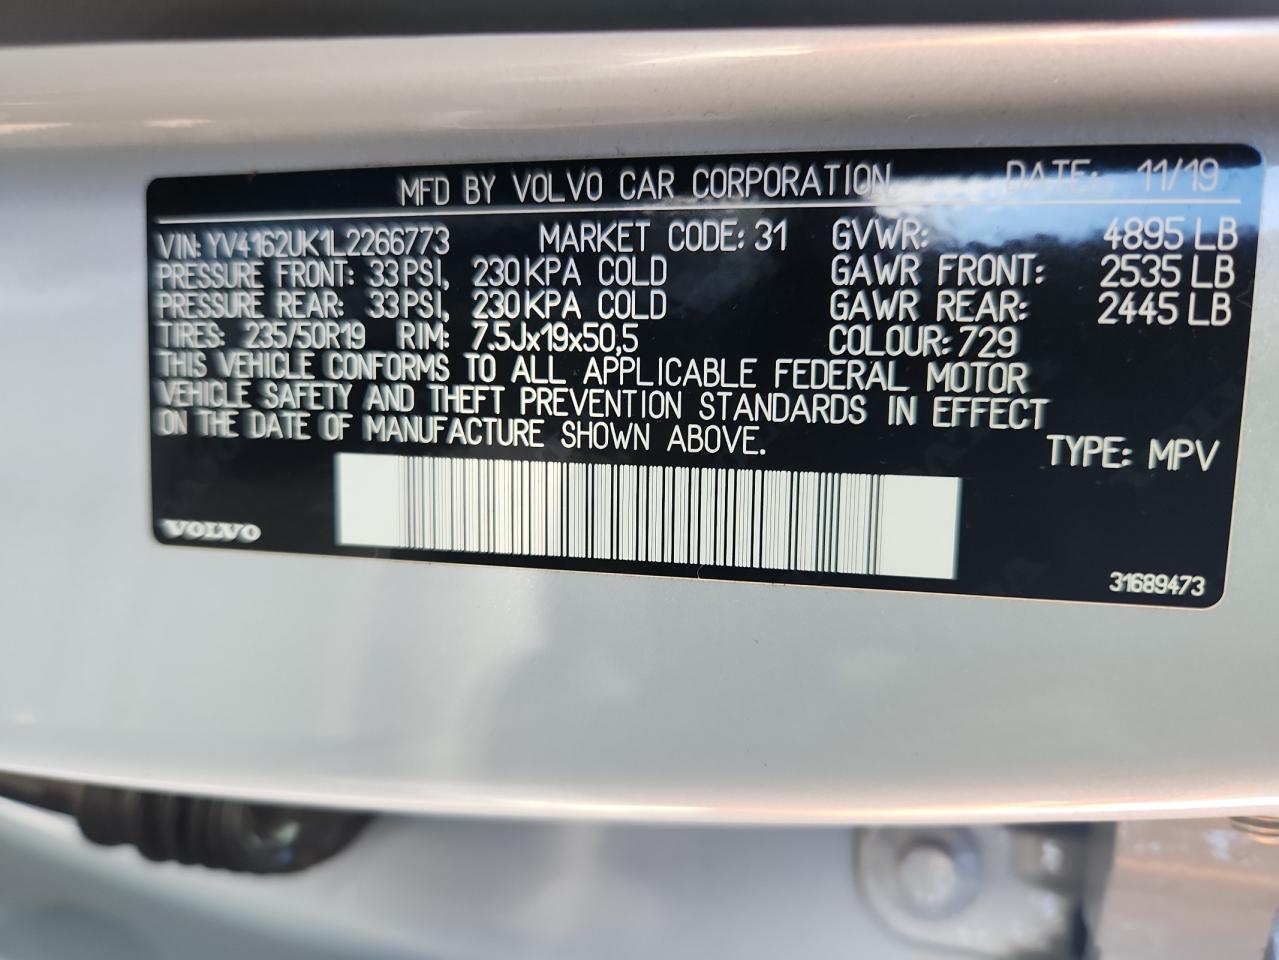 MFD BY VOLVO CAR CORPORATION DATE: 11/19
VIN: YV4162UK1L2266773 MARKET CODE: 31 GVWR: 4895 LB
PRESSURE FRONT: 33 PSI, 230 KPA COLD GAWR FRONT: 2535 LB
PRESSURE REAR: 33 PSI, 230 KPA COLD GAWR REAR: 2445 LB
TIRES: 235/50R19 RIM: 7.5Jx19x50,5 COLOUR: 729
THIS VEHICLE CONFORMS TO ALL APPLICABLE FEDERAL MOTOR
VEHICLE SAFETY AND THEFT PREVENTION STANDARDS IN EFFECT
ON THE DATE OF MANUFACTURE SHOWN ABOVE.
TYPE: MPV
VOLVO
31689473